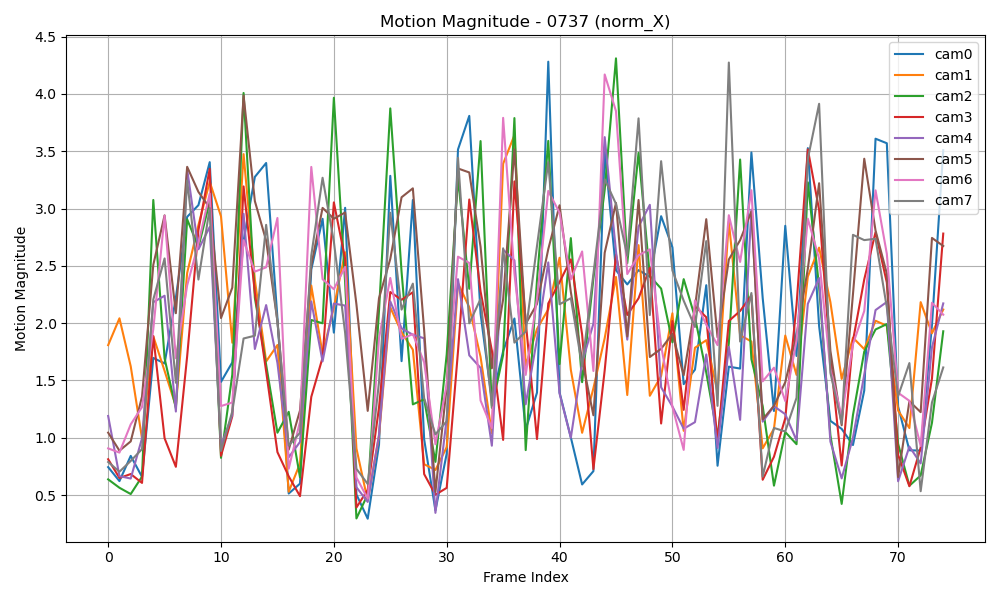 Motion Magnitude - 0737 (norm_X)
4.5
4.0
3.5
3.0
2.5
2.0
1.5
1.0
0.5
Motion Magnitude
0
10
20
30
40
50
60
70
Frame Index
cam0
cam1
cam2
cam3
cam4
cam5
cam6
cam7